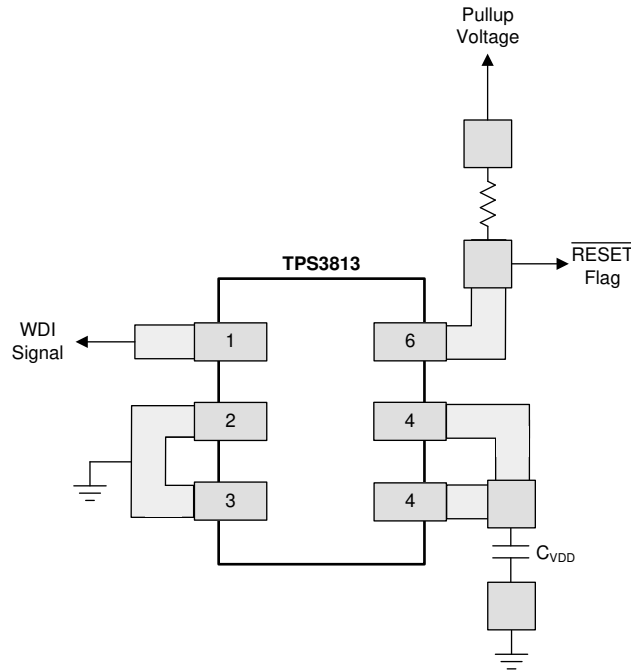 Pullup
Voltage
TPS3813
RESET
Flag
WDI
Signal
1
6
2
4
3
4
CVDD